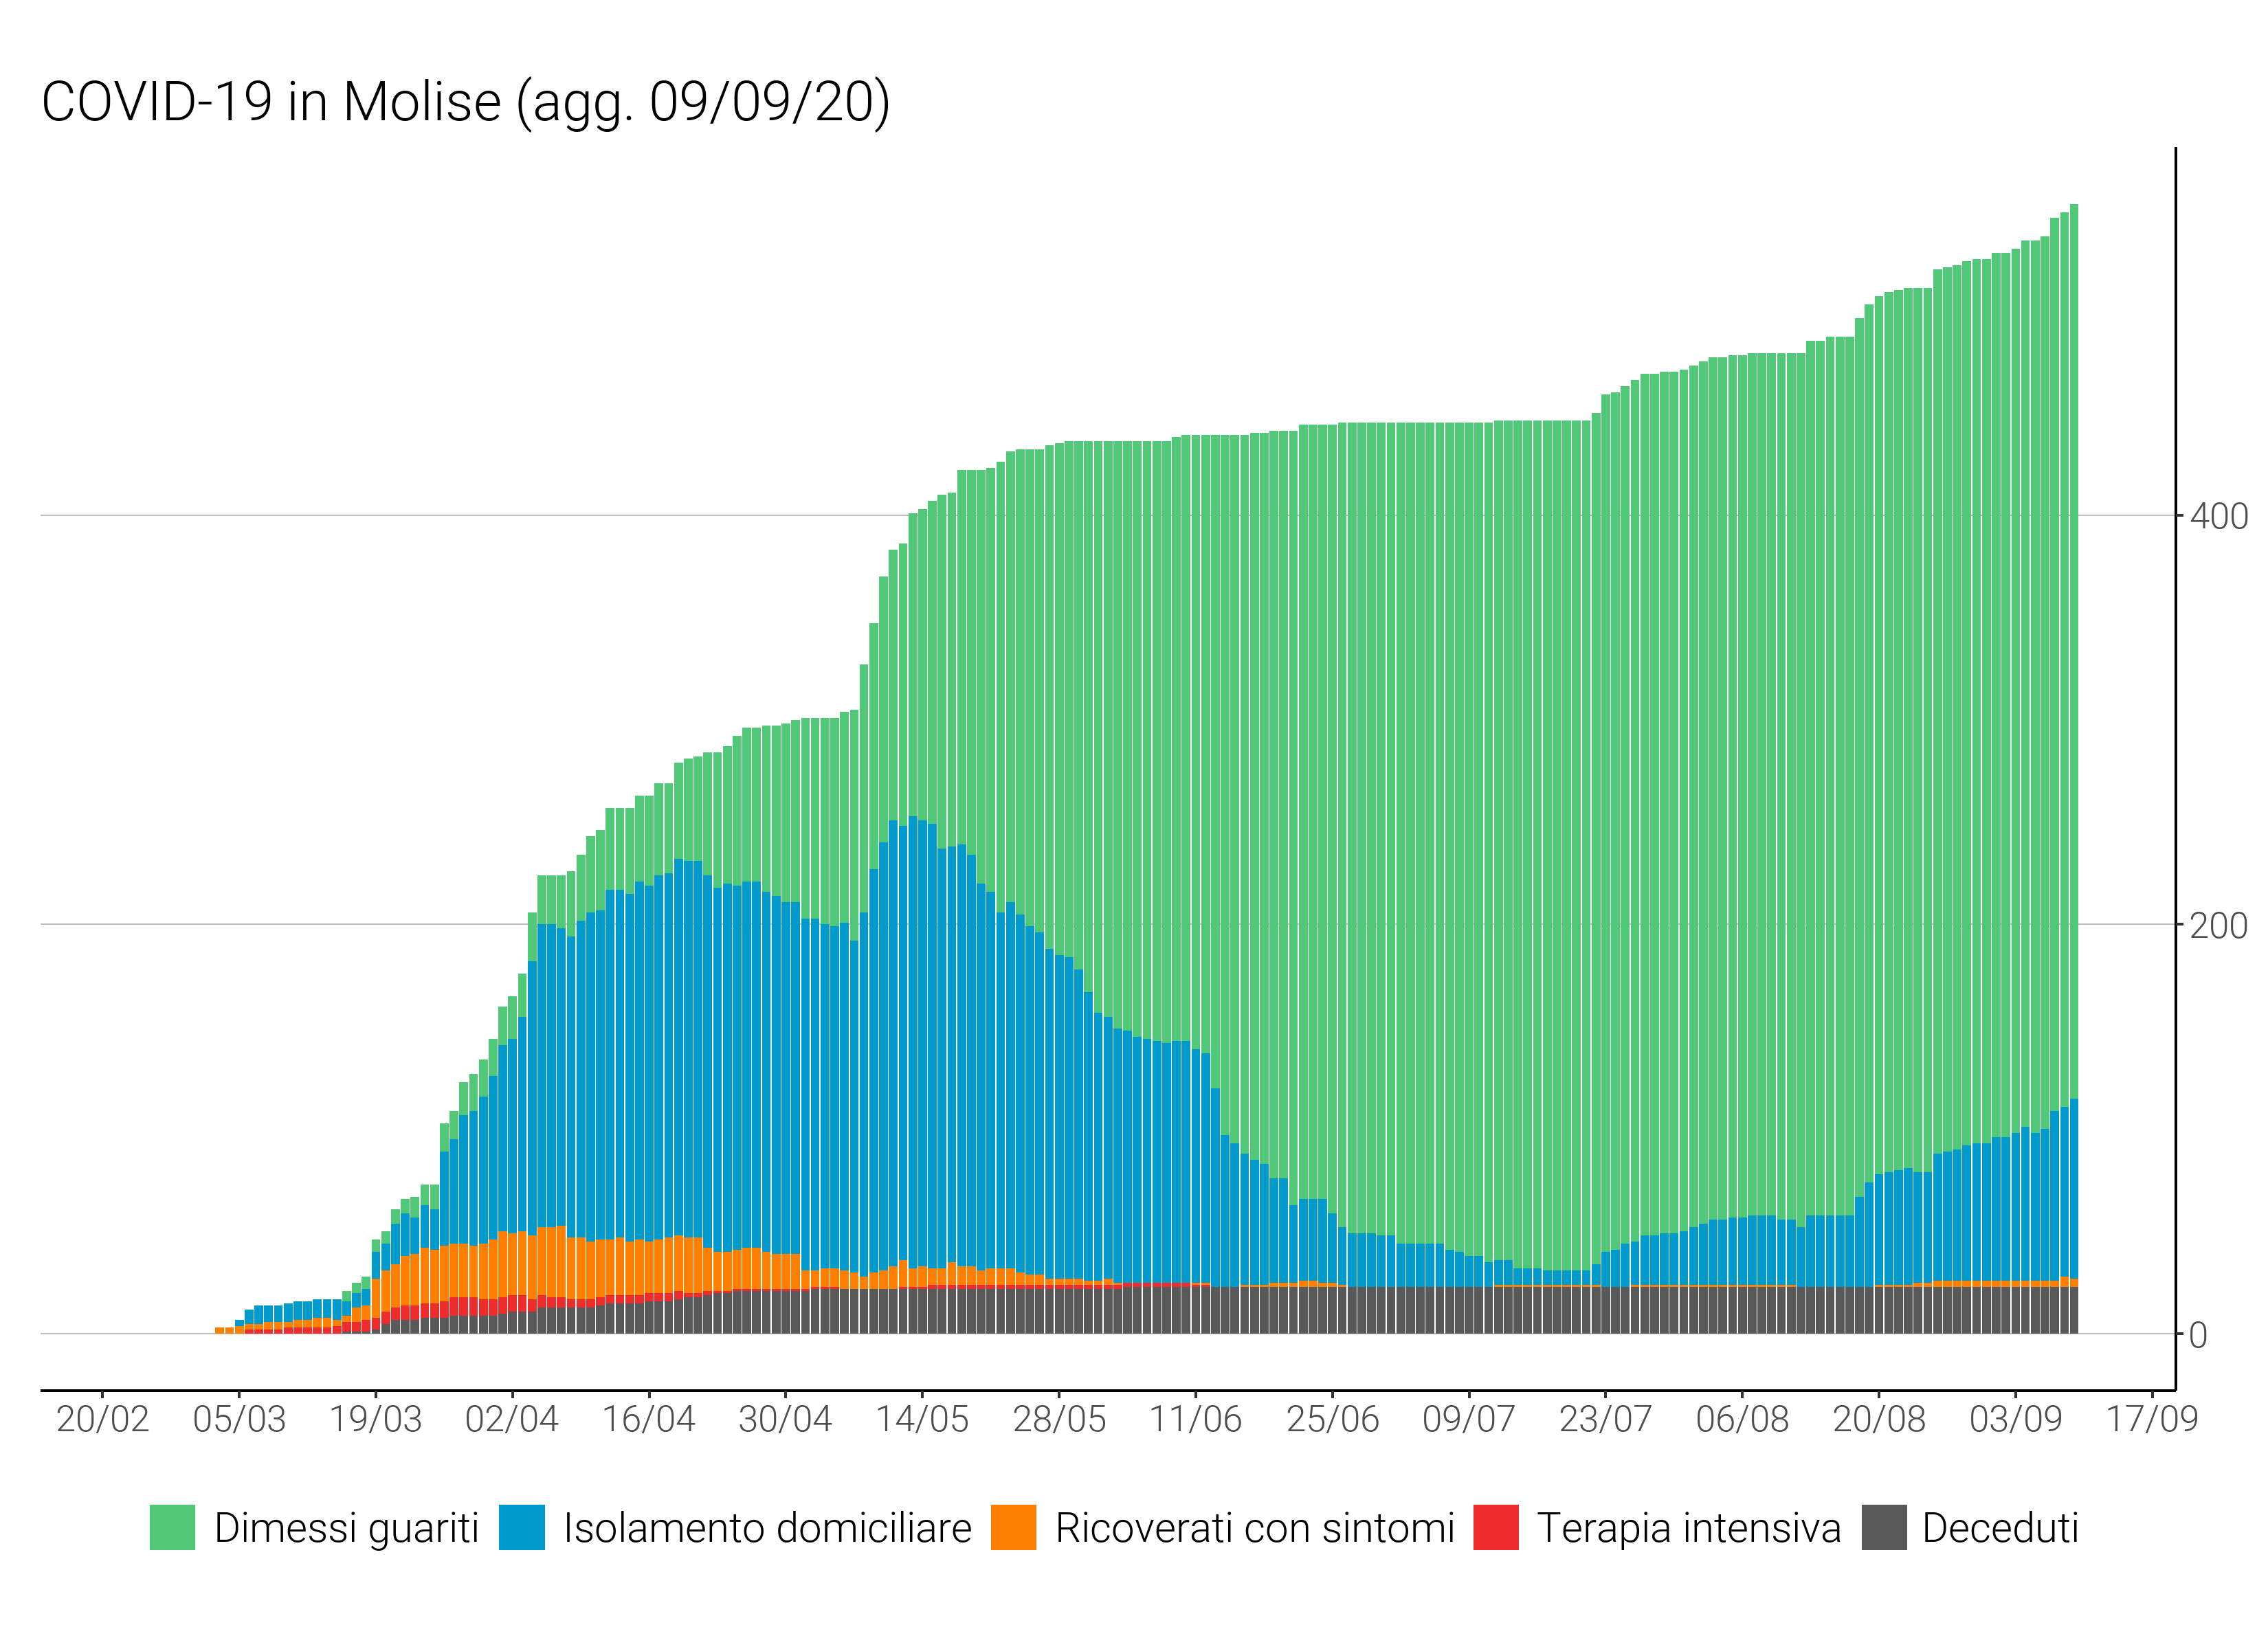 COVID-19 in Molise (agg. 09/09/20)
400
200
0
20/02 05/03 19/03 02/04 16/04 30/04 14/05 28/05 11/06 25/06 09/07 23/07 06/08 20/08 03/09 17/09
Dimessi guariti Isolamento domiciliare Ricoverati con sintomi Terapia intensiva Deceduti